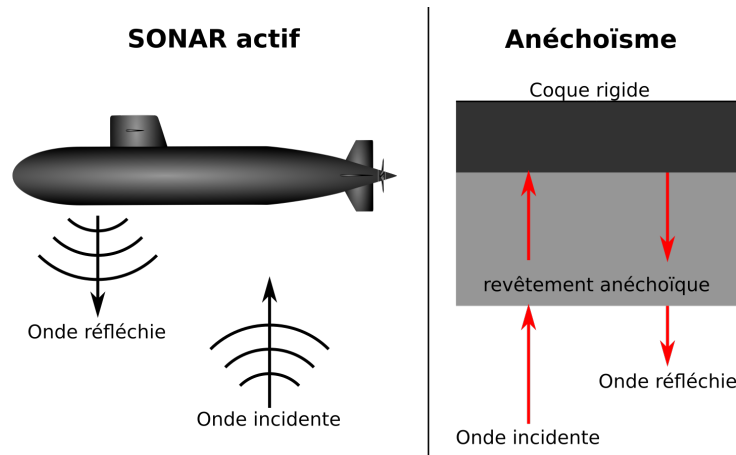 SONAR actif
Onde réfléchie
Onde incidente
Anéchoïsme
Coque rigide
revêtement anéchoïque
Onde réfléchie
Onde incidente